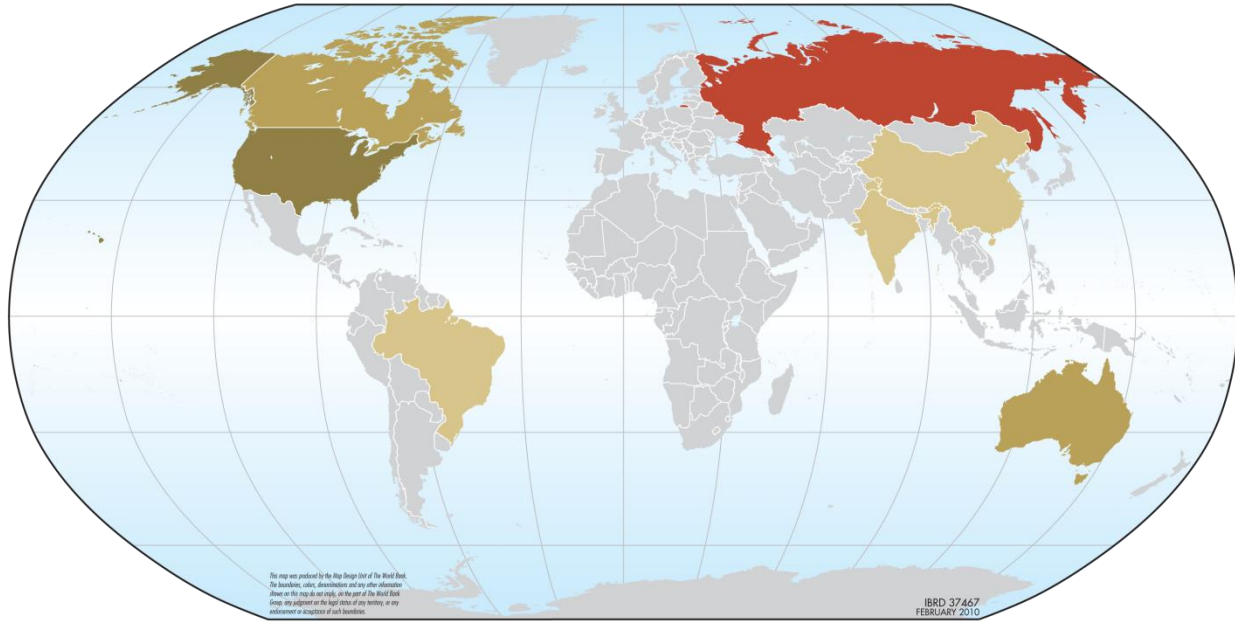 This map was produced by the Map Design Unit of The World Bank.
The boundaries, colors, denominations and any other information
shown on this map do not imply, on the part of The World Bank
Group, any judgment on the legal status of any territory, or any
endorsement or acceptance of such boundaries.
IBRD 37467
FEBRUARY 2010